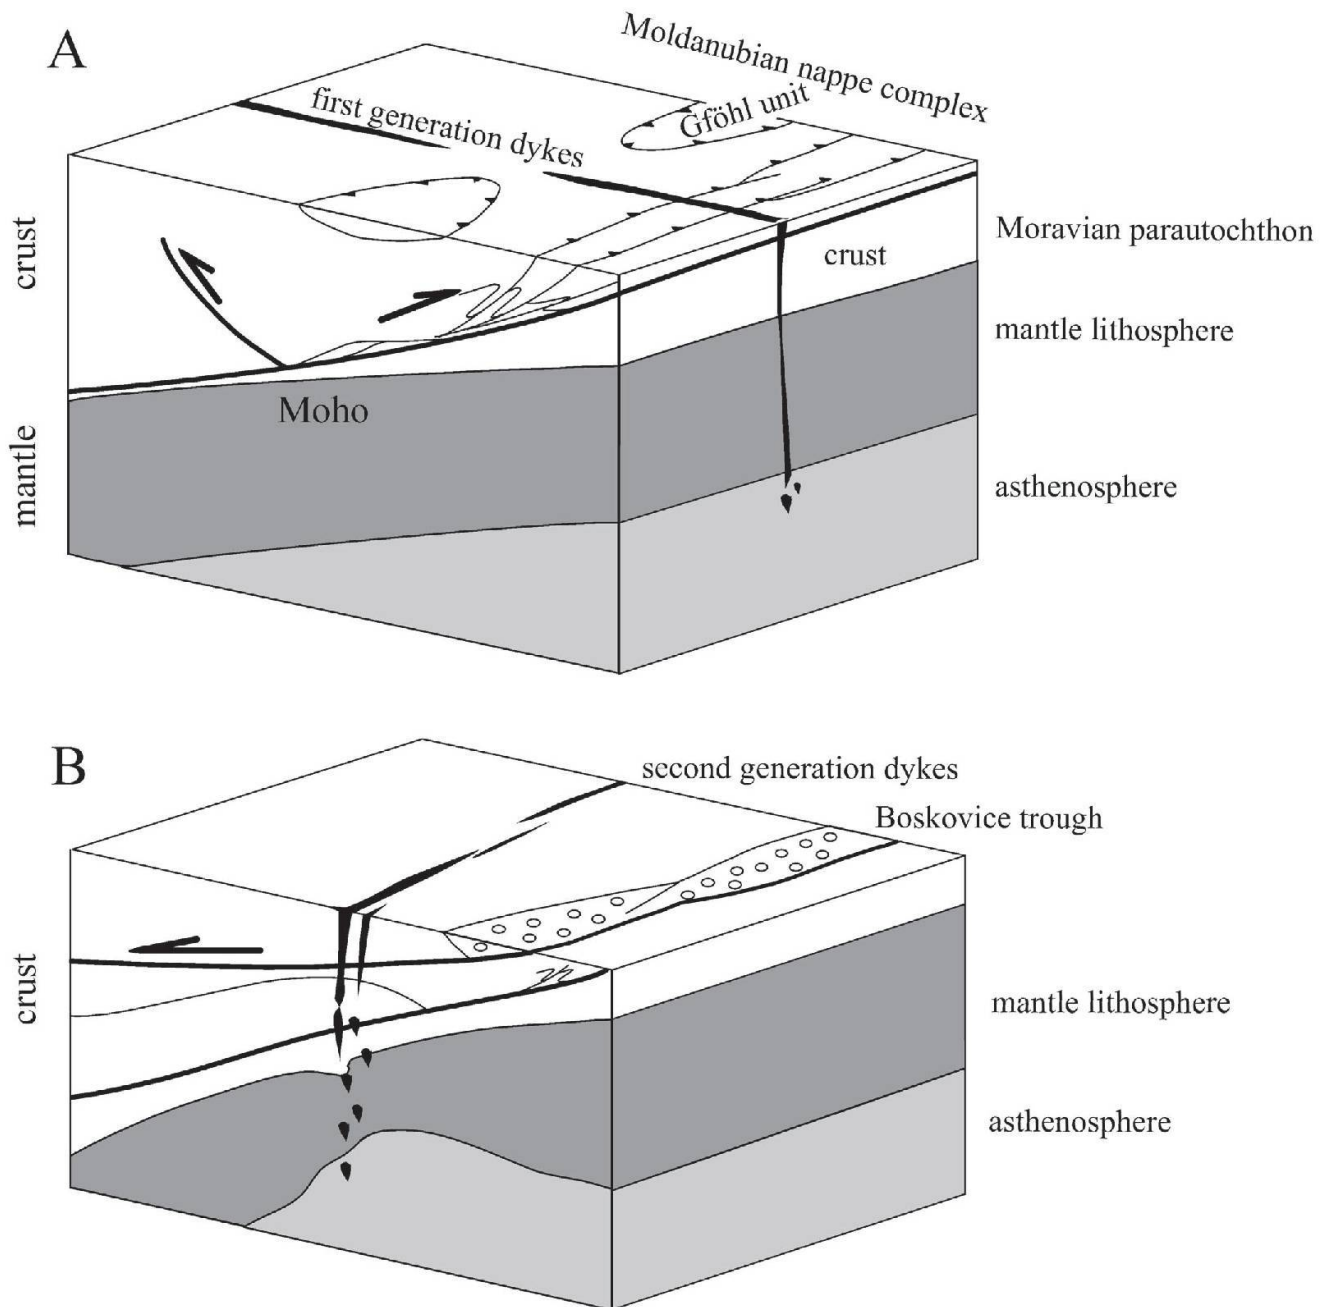 A
Moldanubian nappe complex
Gföhl unit
first generation dykes
crust
Moravian parautochthon
crust
mantle lithosphere
Moho
mantle
asthenosphere
B
second generation dykes
Boskovice trough
crust
mantle lithosphere
asthenosphere